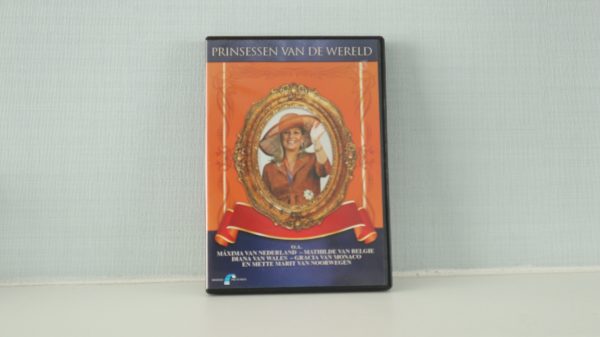 PRINSESSEN VAN DE WERELD
O.A.
MÁXIMA VAN NEDERLAND – MATHILDE VAN BELGIE
DIANA VAN WALES – GRACIA VAN MONACO
EN METTE MARIT VAN NOORWEGEN